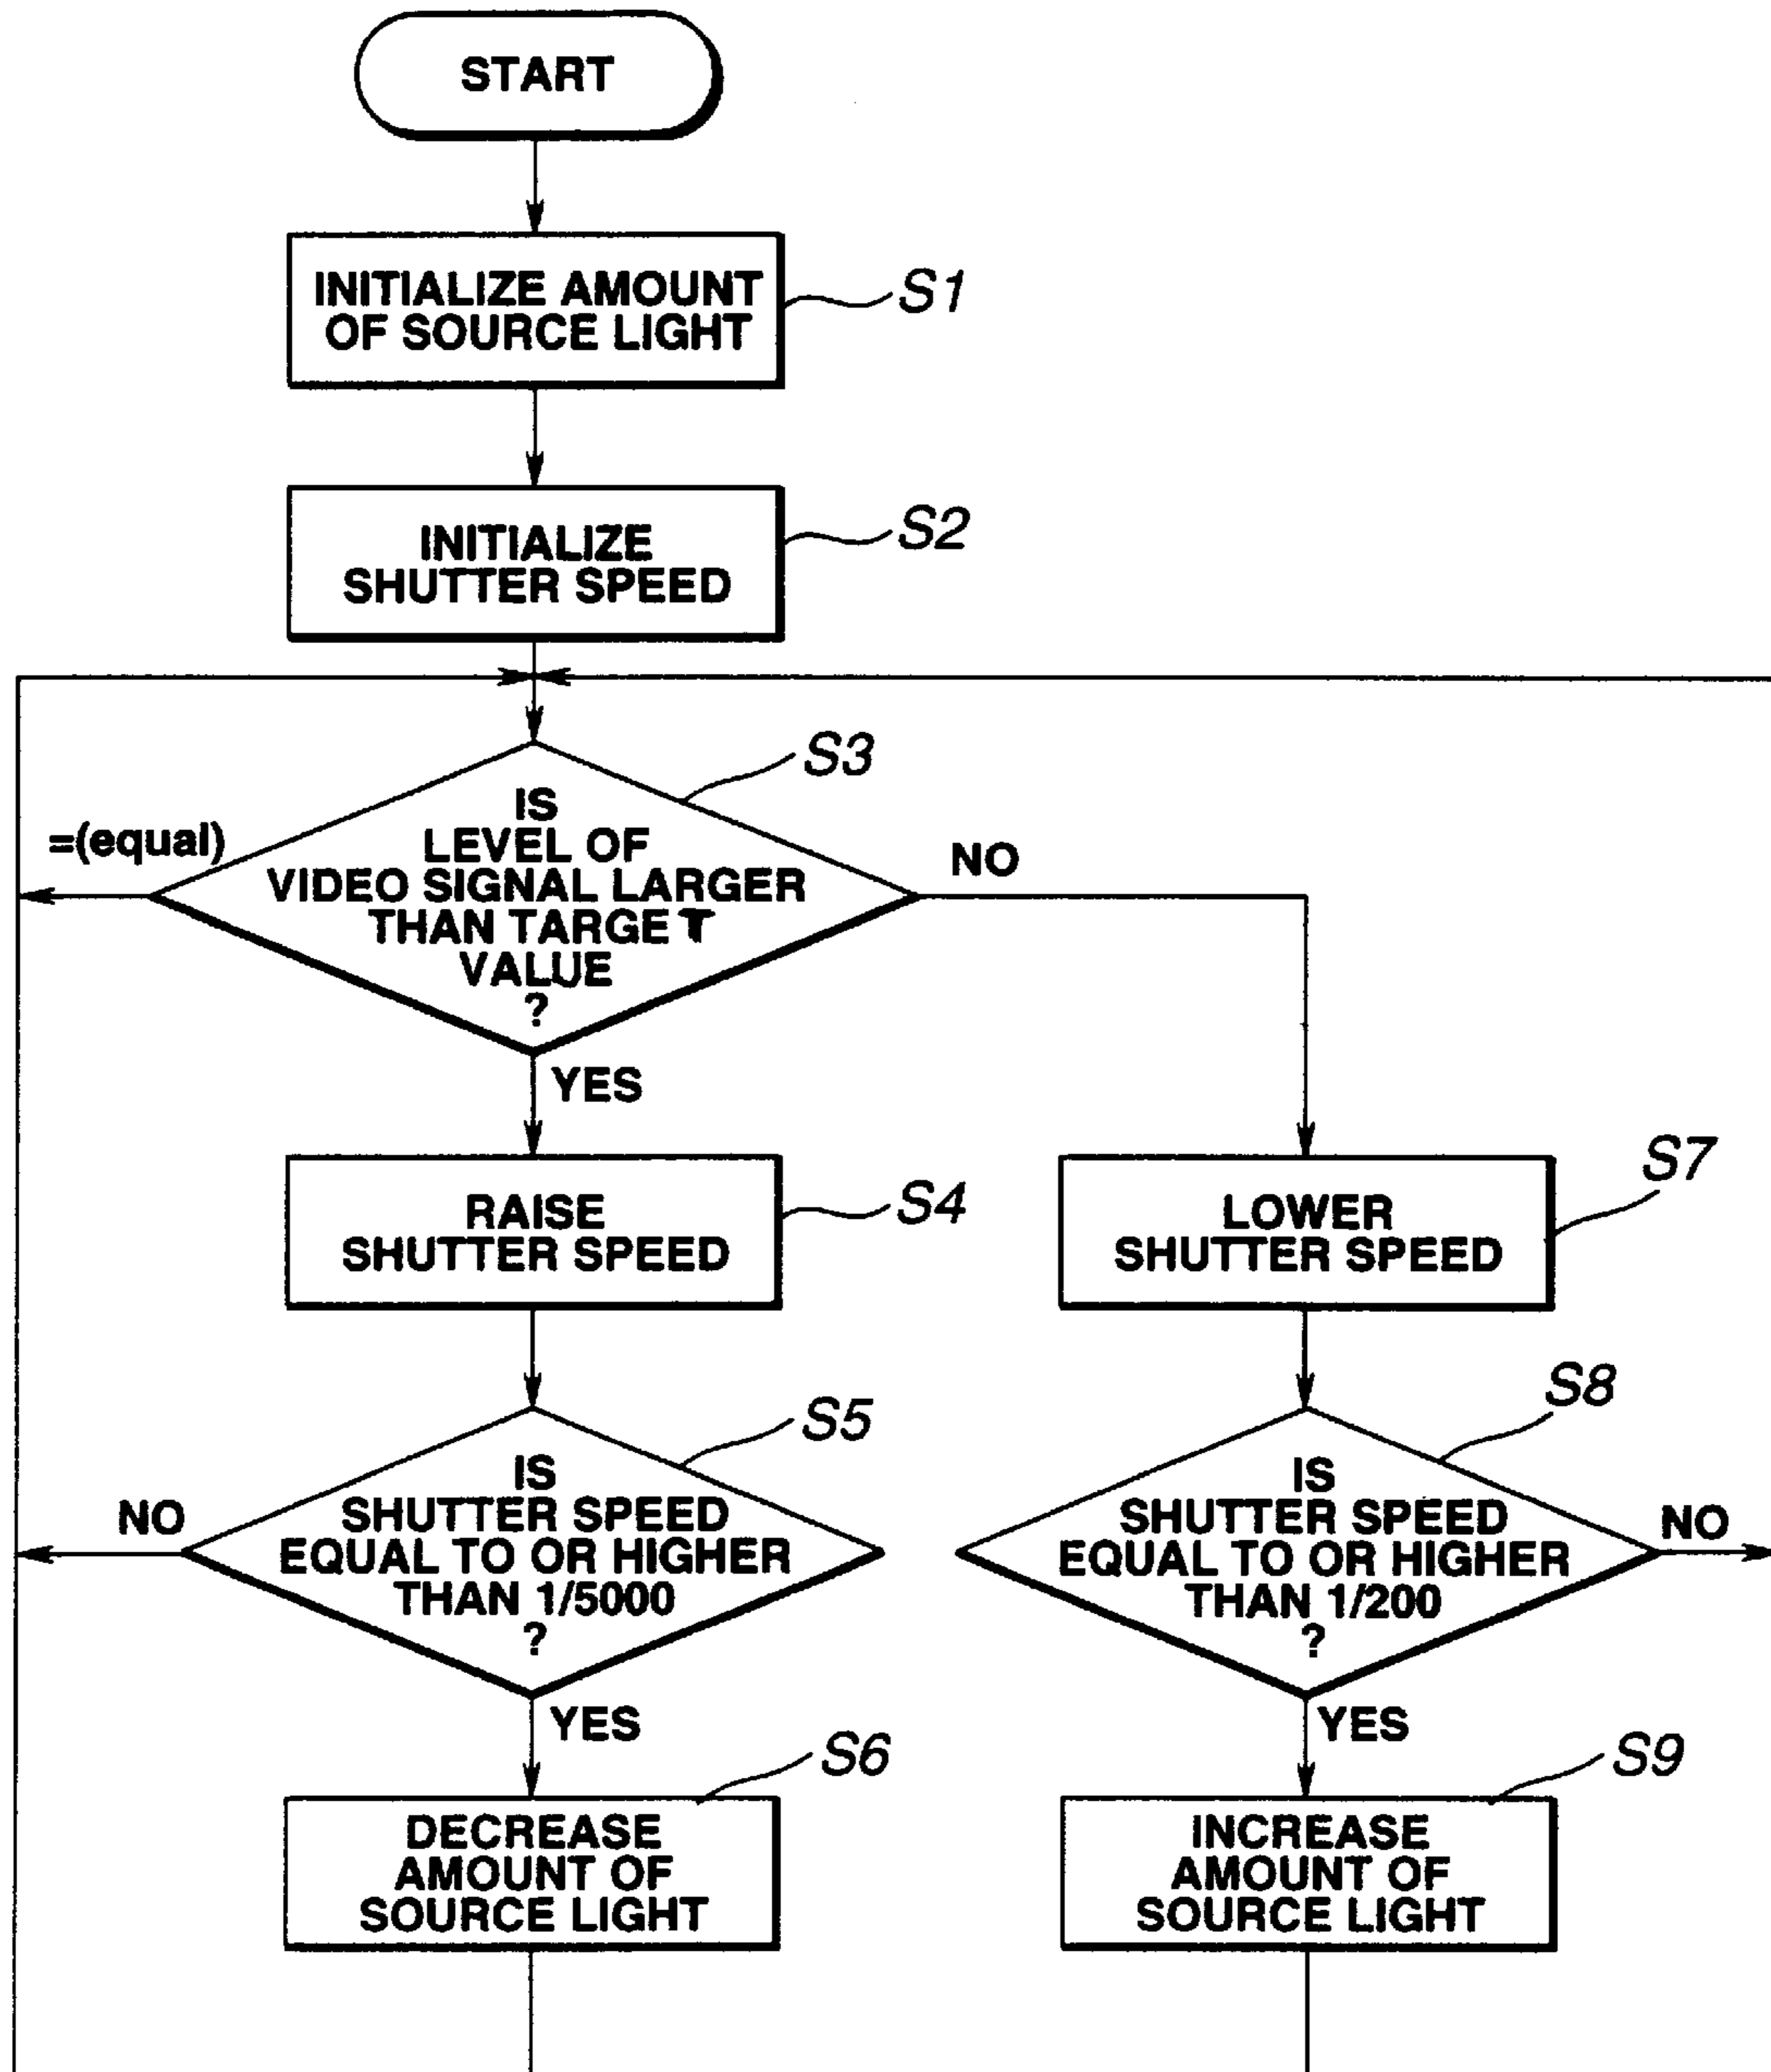 START
INITIALIZE AMOUNT
OF SOURCE LIGHT
S1
INITIALIZE
SHUTTER SPEED
S2
S3
IS
LEVEL OF
VIDEO SIGNAL LARGER
THAN TARGET
VALUE
?
=(equal)
NO
YES
RAISE
SHUTTER SPEED
S4
LOWER
SHUTTER SPEED
S7
S5
IS
SHUTTER SPEED
EQUAL TO OR HIGHER
THAN 1/5000
?
NO
YES
S8
IS
SHUTTER SPEED
EQUAL TO OR HIGHER
THAN 1/200
?
NO
YES
S6
DECREASE
AMOUNT OF
SOURCE LIGHT
S9
INCREASE
AMOUNT OF
SOURCE LIGHT